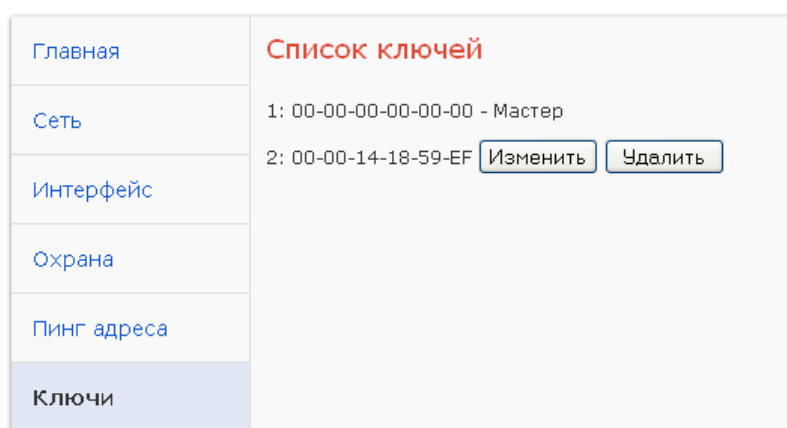 Главная
Сеть
Интерфейс
Охрана
Пинг адреса
Ключи
Список ключей
1: 00-00-00-00-00-00 - Мастер
2: 00-00-14-18-59-EF Изменить Удалить